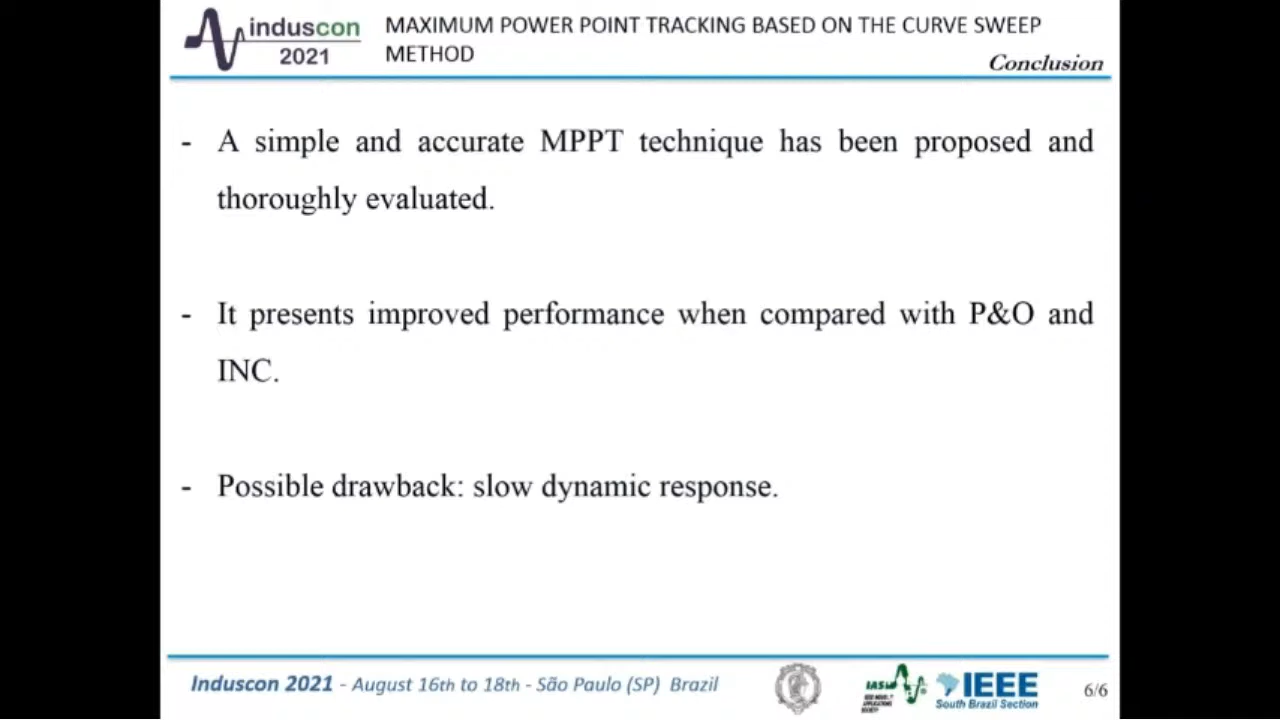 induscon
2021
MAXIMUM POWER POINT TRACKING BASED ON THE CURVE SWEEP
METHOD
Conclusion
- A simple and accurate MPPT technique has been proposed and
thoroughly evaluated.
- It presents improved performance when compared with P&O and
INC.
- Possible drawback: slow dynamic response.
Induscon 2021 - August 16th to 18th - São Paulo (SP) Brazil
IAS
IEEE
South Brazil Section
6/6